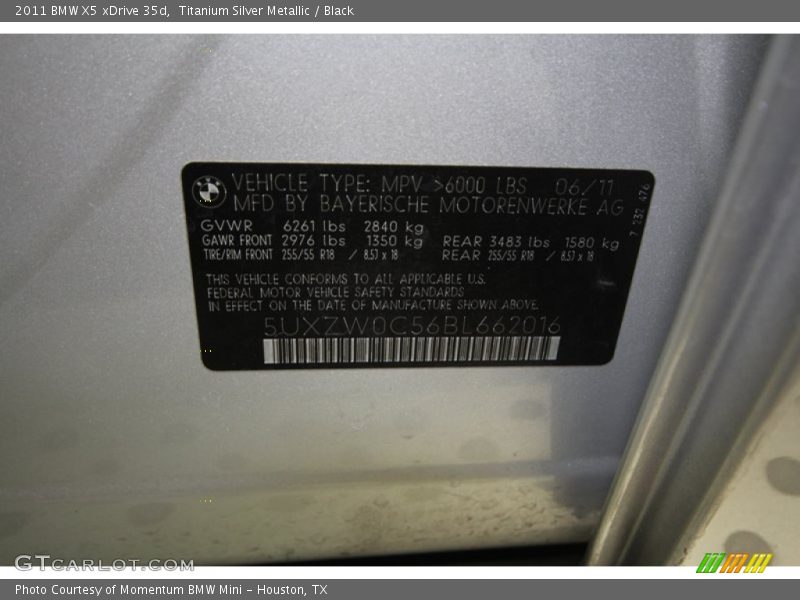 2011 BMW X5 xDrive 35d,  Titanium Silver Metallic / Black
VEHICLE TYPE: MPV >6000 LBS 06/11
MFD BY BAYERISCHE MOTORENWERKE AG
7 232 476
GVWR 6261 lbs 2840 kg
GAWR FRONT 2976 lbs 1350 kg REAR 3483 lbs 1580 kg
TIRE/RIM FRONT 255/55 R18 / 8.5J x 18 REAR 255/55 R18 / 8.5J x 18
THIS VEHICLE CONFORMS TO ALL APPLICABLE U.S.
FEDERAL MOTOR VEHICLE SAFETY STANDARDS
IN EFFECT ON THE DATE OF MANUFACTURE SHOWN ABOVE.
5UXZW0C56BL662016
GTCARLOT.COM
Photo Courtesy of Momentum BMW Mini – Houston, TX